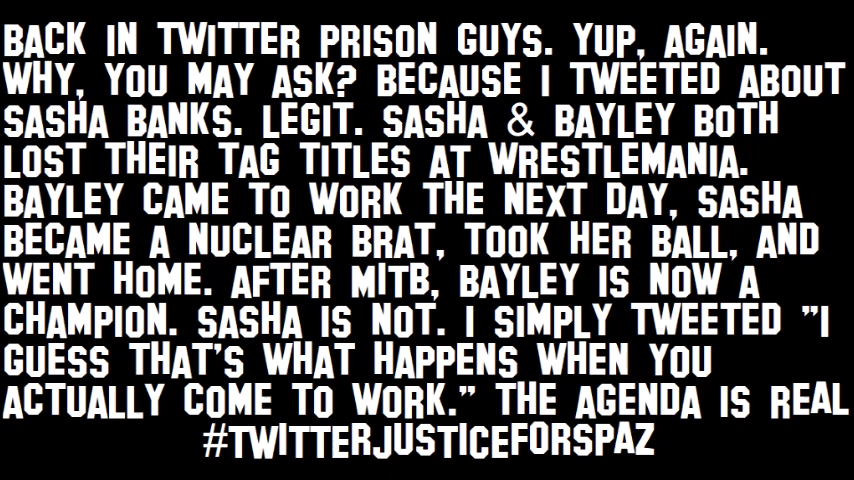 BACK IN TWITTER PRISON GUYS. YUP, AGAIN.
WHY, YOU MAY ASK? BECAUSE I TWEETED ABOUT
SASHA BANKS. LEGIT. SASHA & BAYLEY BOTH
LOST THEIR TAG TITLES AT WRESTLEMANIA.
BAYLEY CAME TO WORK THE NEXT DAY, SASHA
BECAME A NUCLEAR BRAT, TOOK HER BALL, AND
WENT HOME. AFTER MITB, BAYLEY IS NOW A
CHAMPION. SASHA IS NOT. I SIMPLY TWEETED "I
GUESS THAT'S WHAT HAPPENS WHEN YOU
ACTUALLY COME TO WORK." THE AGENDA IS REAL
#TWITTERJUSTICEFORSPAZ